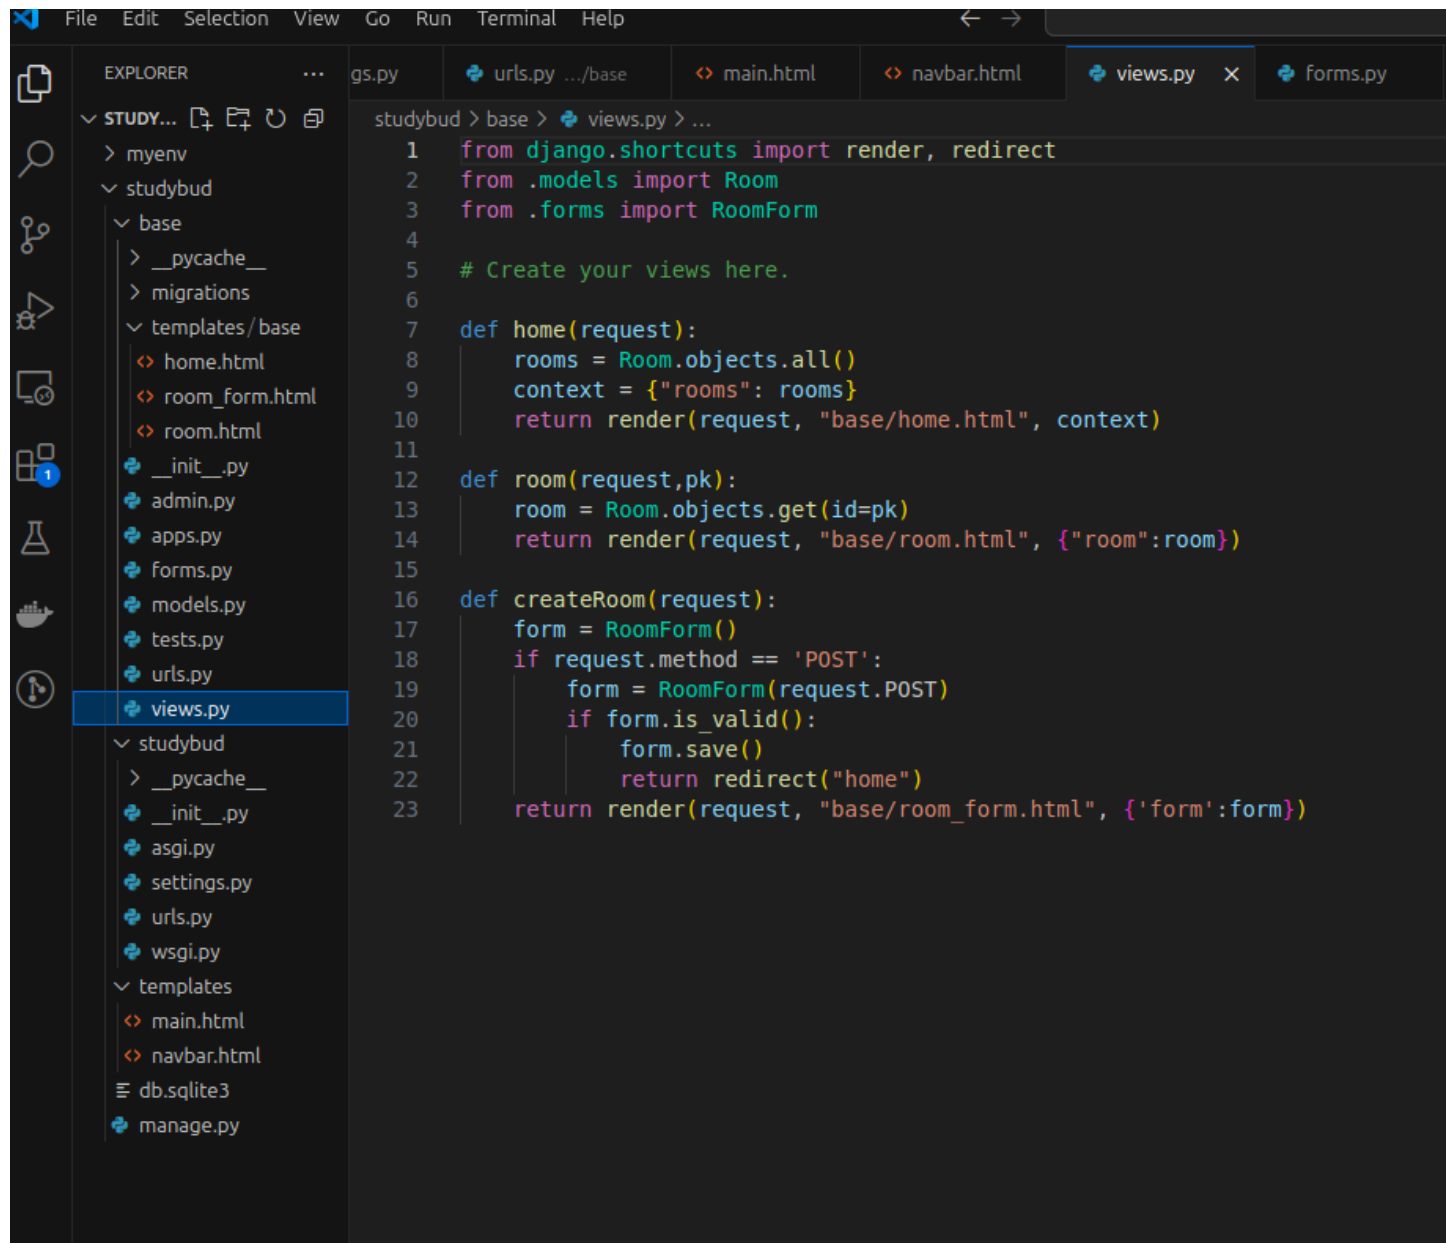 File Edit Selection View Go Run Terminal Help
EXPLORER
gs.py
urls.py .../base
main.html
navbar.html
views.py
forms.py
STUDY...
studybud > base > views.py > ...
myenv
studybud
base
__pycache__
migrations
templates/base
home.html
room_form.html
room.html
__init__.py
admin.py
apps.py
forms.py
models.py
tests.py
urls.py
views.py
studybud
__pycache__
__init__.py
asgi.py
settings.py
urls.py
wsgi.py
templates
main.html
navbar.html
db.sqlite3
manage.py
1
1 from django.shortcuts import render, redirect
2 from .models import Room
3 from .forms import RoomForm
4
5 # Create your views here.
6
7 def home(request):
8     rooms = Room.objects.all()
9     context = {"rooms": rooms}
10     return render(request, "base/home.html", context)
11
12 def room(request,pk):
13     room = Room.objects.get(id=pk)
14     return render(request, "base/room.html", {"room":room})
15
16 def createRoom(request):
17     form = RoomForm()
18     if request.method == 'POST':
19         form = RoomForm(request.POST)
20         if form.is_valid():
21             form.save()
22             return redirect("home")
23     return render(request, "base/room_form.html", {'form':form})